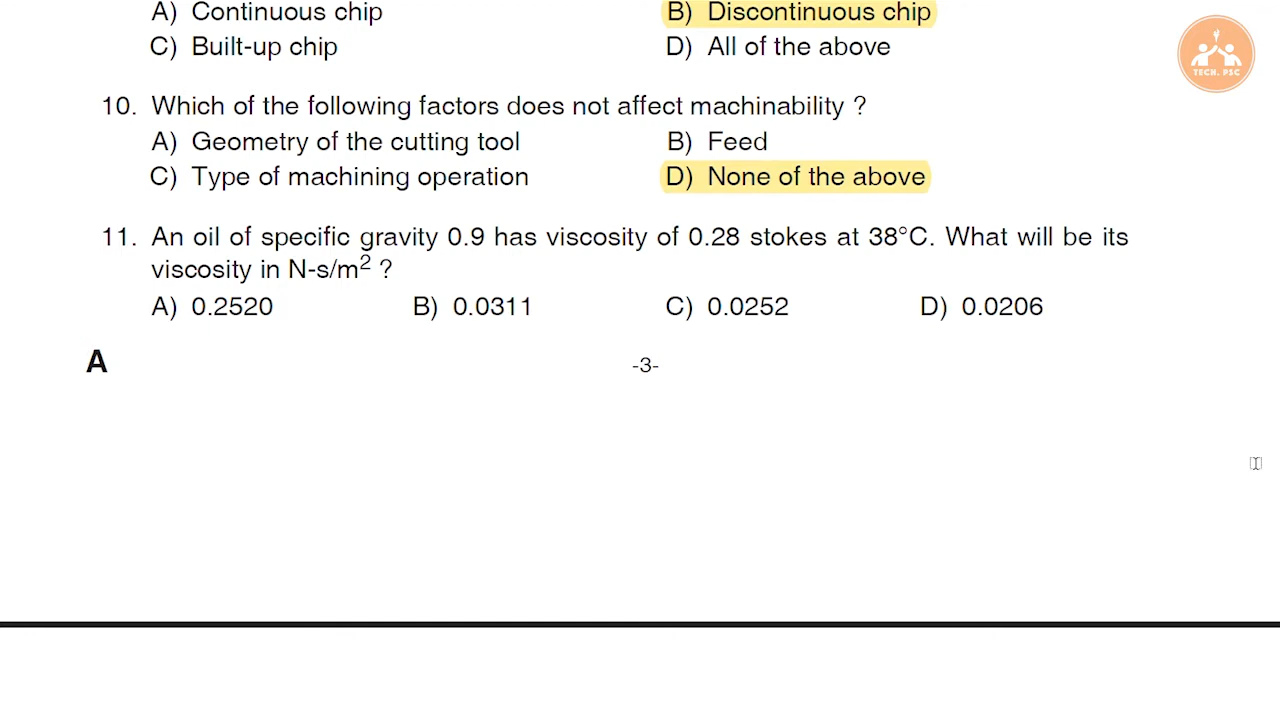 A) Continuous chip B) Discontinuous chip
C) Built-up chip D) All of the above
TECH. PSC
10. Which of the following factors does not affect machinability ?
A) Geometry of the cutting tool B) Feed
C) Type of machining operation D) None of the above
11. An oil of specific gravity 0.9 has viscosity of 0.28 stokes at 38°C. What will be its
viscosity in N-s/m² ?
A) 0.2520 B) 0.0311 C) 0.0252 D) 0.0206
A -3-